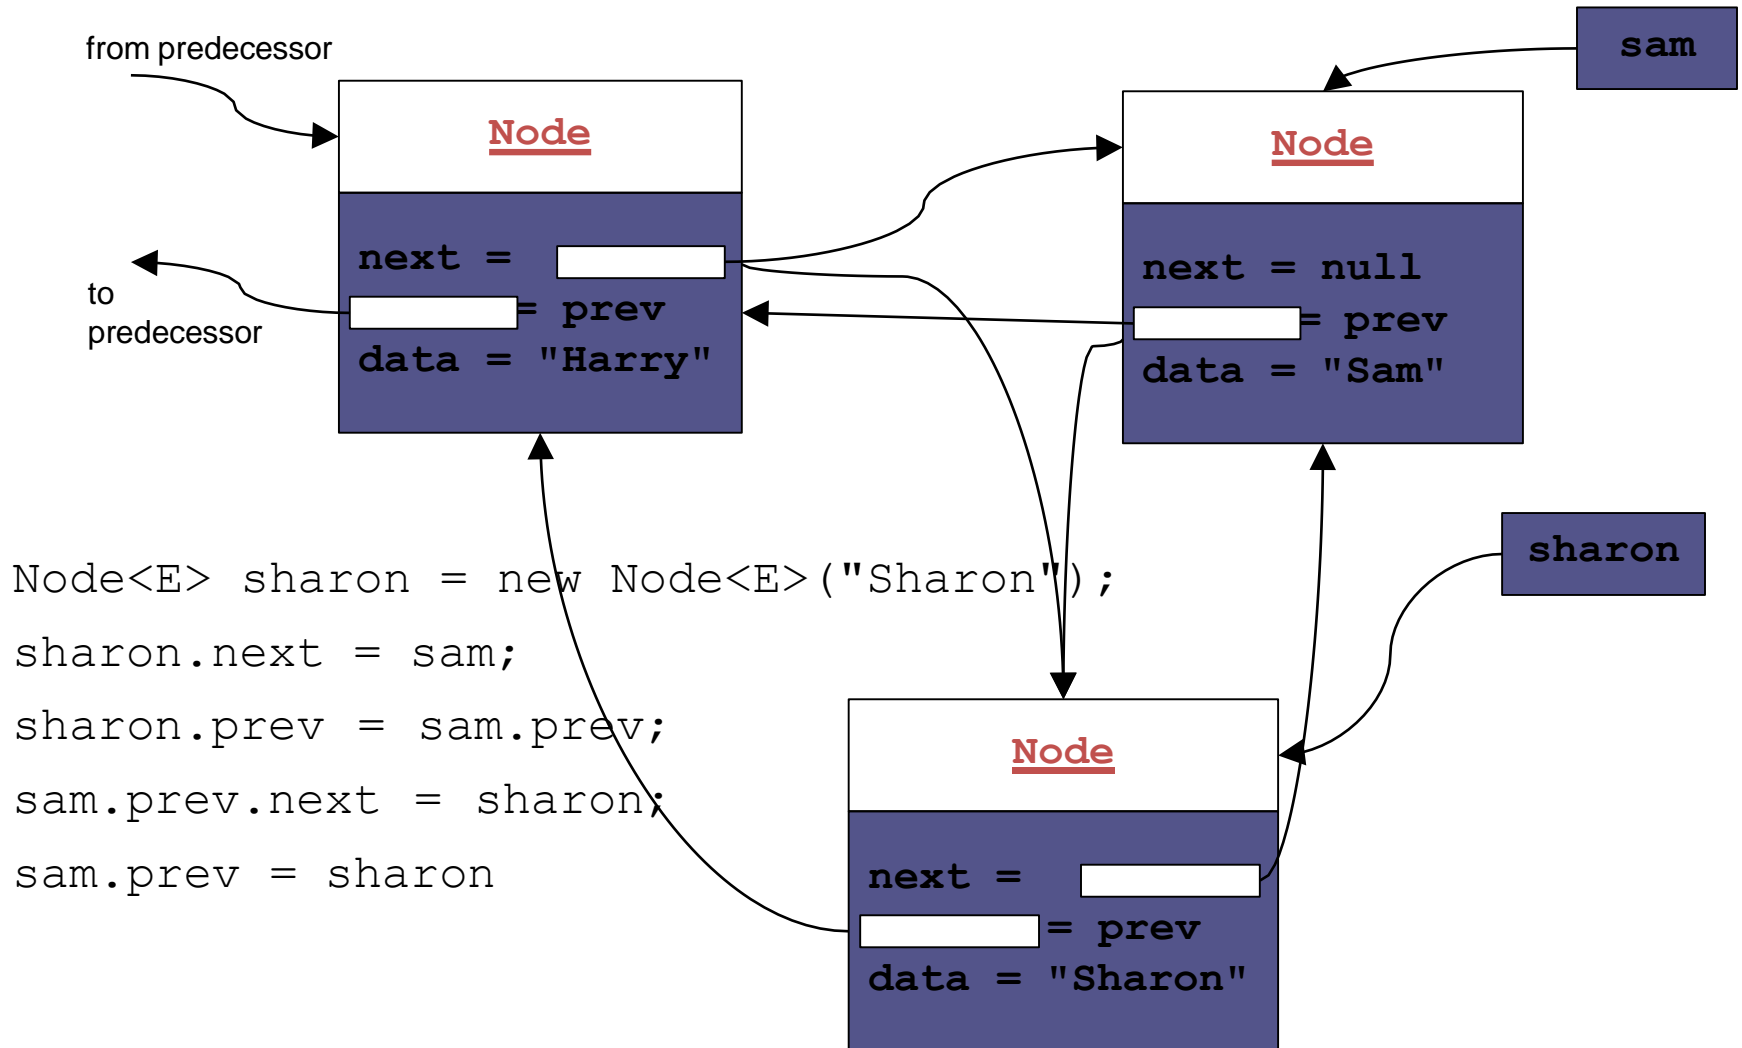 from predecessor
sam
Node
Node
next =
next = null
to
predecessor
= prev
= prev
data = "Harry"
data = "Sam"
sharon
Node<E> sharon = new Node<E>("Sharon");
sharon.next = sam;
sharon.prev = sam.prev;
sam.prev.next = sharon;
sam.prev = sharon
Node
next =
= prev
data = "Sharon"